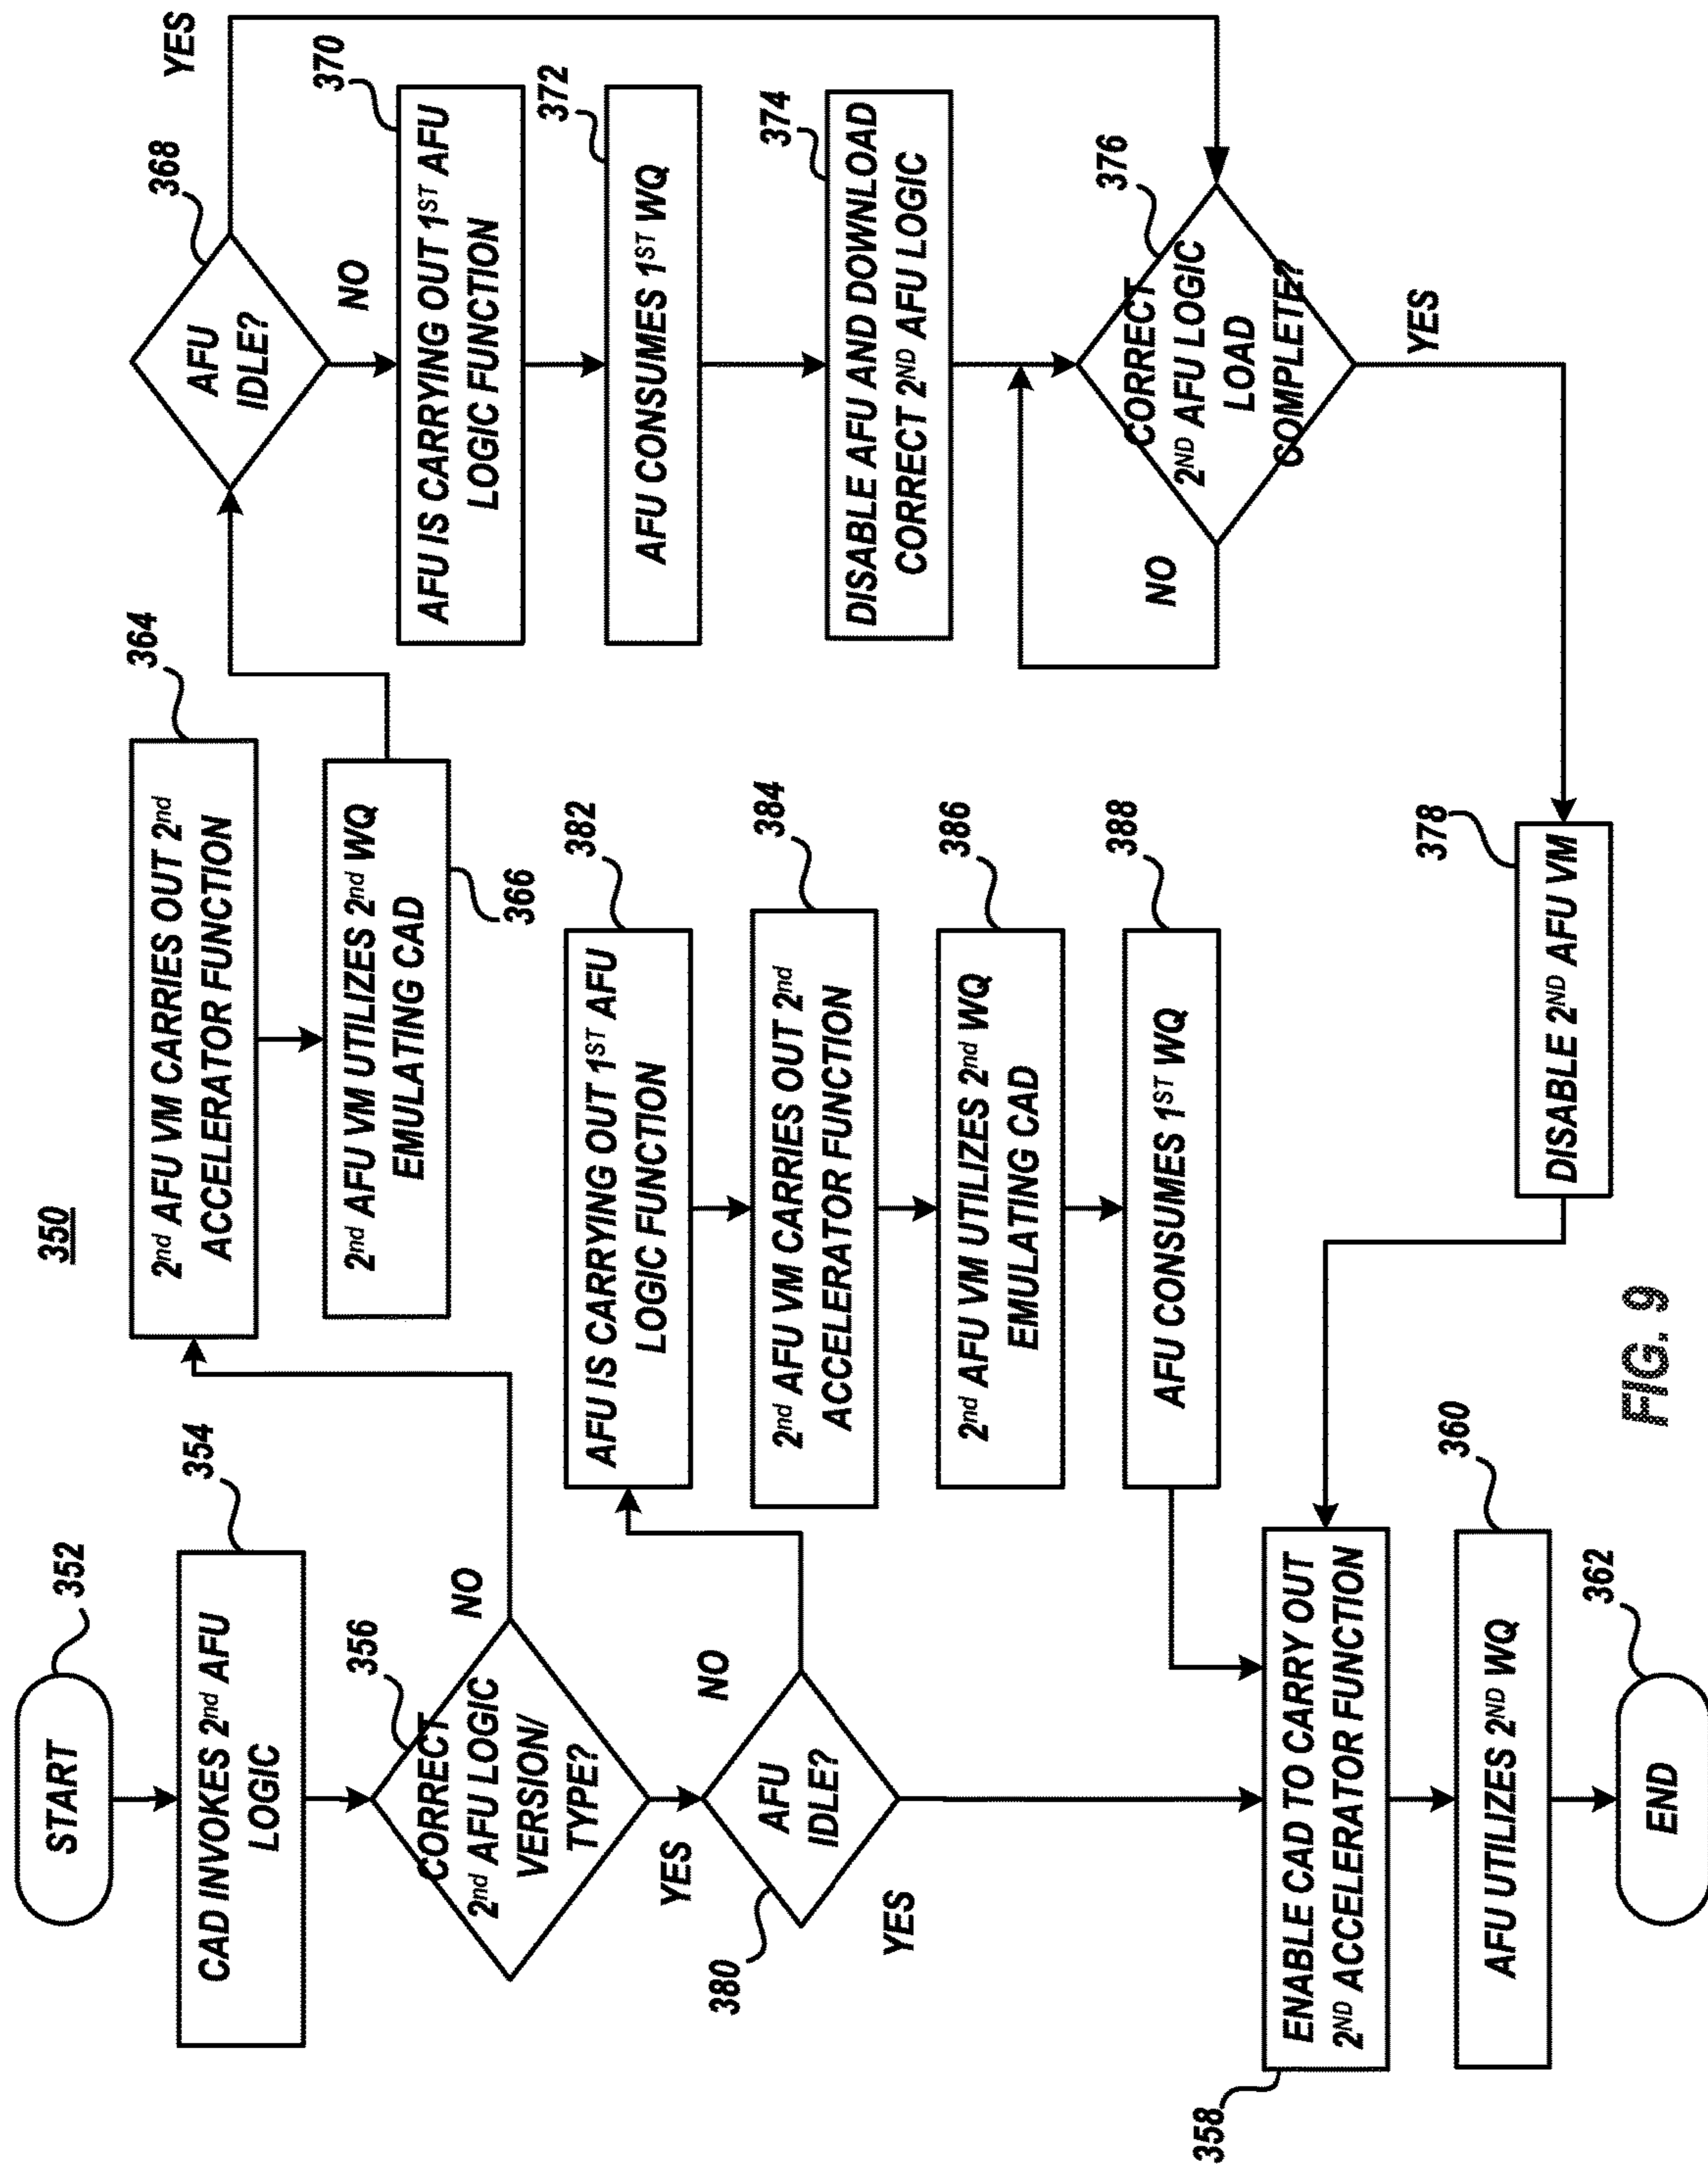 350
START
352
CAD INVOKES 2nd AFU
LOGIC
354
CORRECT
2nd AFU LOGIC
VERSION/
TYPE?
356
NO
YES
AFU
IDLE?
380
NO
YES
ENABLE CAD TO CARRY OUT
2ND ACCELERATOR FUNCTION
358
AFU UTILIZES 2ND WQ
360
END
362
2nd AFU VM CARRIES OUT 2nd
ACCELERATOR FUNCTION
364
2nd AFU VM UTILIZES 2nd WQ
EMULATING CAD
366
AFU IS CARRYING OUT 1ST AFU
LOGIC FUNCTION
382
2nd AFU VM CARRIES OUT 2nd
ACCELERATOR FUNCTION
384
2nd AFU VM UTILIZES 2nd WQ
EMULATING CAD
386
AFU CONSUMES 1ST WQ
388
AFU
IDLE?
368
YES
NO
AFU IS CARRYING OUT 1ST AFU
LOGIC FUNCTION
370
AFU CONSUMES 1ST WQ
372
DISABLE AFU AND DOWNLOAD
CORRECT 2ND AFU LOGIC
374
CORRECT
2ND AFU LOGIC
LOAD
COMPLETE?
376
NO
YES
DISABLE 2ND AFU VM
378
FIG. 9